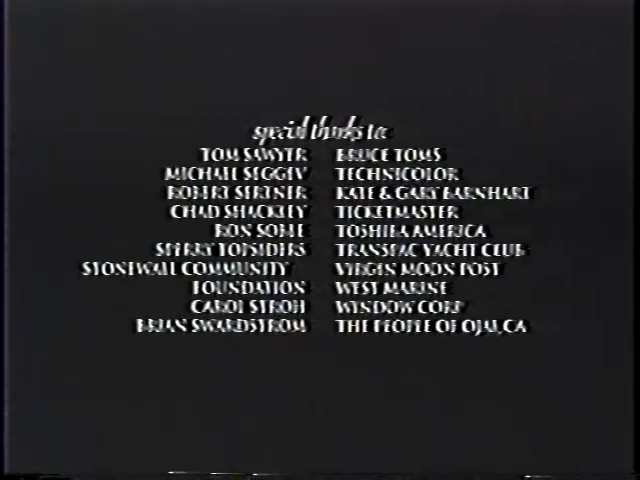 special thanks to:
TOM SAWYER BRUCE TOMS
MICHAEL SEGGEV TECHNICOLOR
ROBERT SERTNER KATE & GARY BARNHART
CHAD SHACKLEY TICKETMASTER
RON SOBLE TOSHIBA AMERICA
SPERRY TOPSIDERS TRANSPAC YACHT CLUB
STONEWALL COMMUNITY VIRGIN MOON POST
FOUNDATION WEST MARINE
CAROL STROH WINDOW CORP
BRIAN SWARDSTROM THE PEOPLE OF OJAI, CA